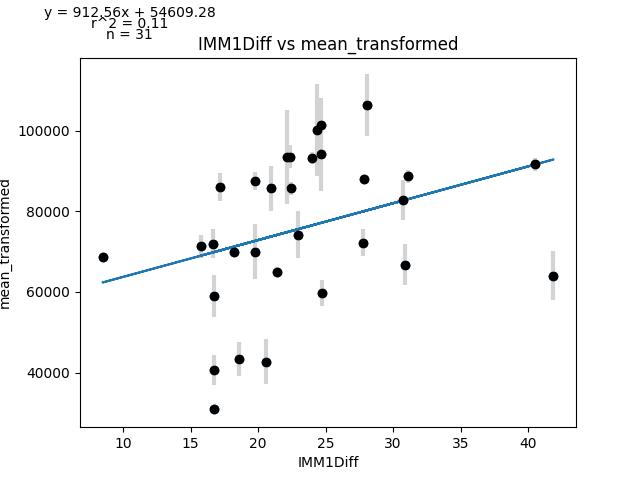 y = 912.56x + 54609.28
r^2 = 0.11
n = 31
IMM1Diff vs mean_transformed
mean_transformed
100000
80000
60000
40000
10 15 20 25 30 35 40
IMM1Diff